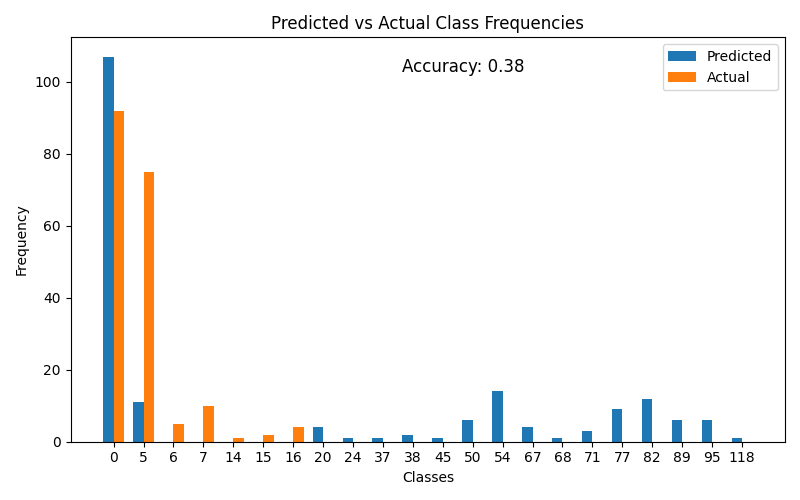 Predicted vs Actual Class Frequencies
Accuracy: 0.38
Predicted
Actual
Frequency
100
80
60
40
20
0
0 5 6 7 14 15 16 20 24 37 38 45 50 54 67 68 71 77 82 89 95 118
Classes